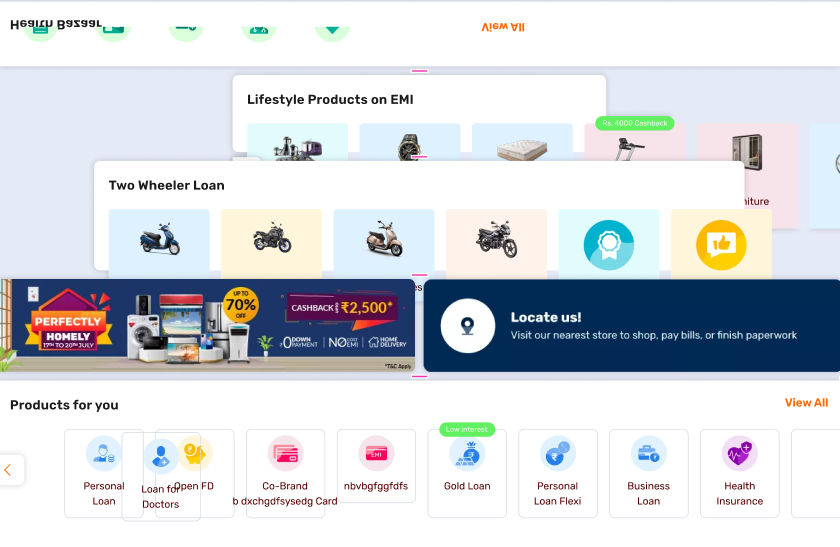 Health Bazaar
View All
Lifestyle Products on EMI
Rs. 4000 Cashback
niture
Two Wheeler Loan
es
PERFECTLY
HOMELY
17TH TO 20TH JULY
UP TO
70%
OFF
CASHBACK UPTO ₹2,500*
₹0 DOWN PAYMENT | NO COST EMI | HOME DELIVERY
*T&C Apply
Locate us!
Visit our nearest store to shop, pay bills, or finish paperwork
Products for you
View All
Low Interest
EMI
Personal
Loan
Loan for
Doctors
Open FD
Co-Brand
b dxchgdfsysedg Card
nbvbgfggfdfs
Gold Loan
Personal
Loan Flexi
Business
Loan
Health
Insurance